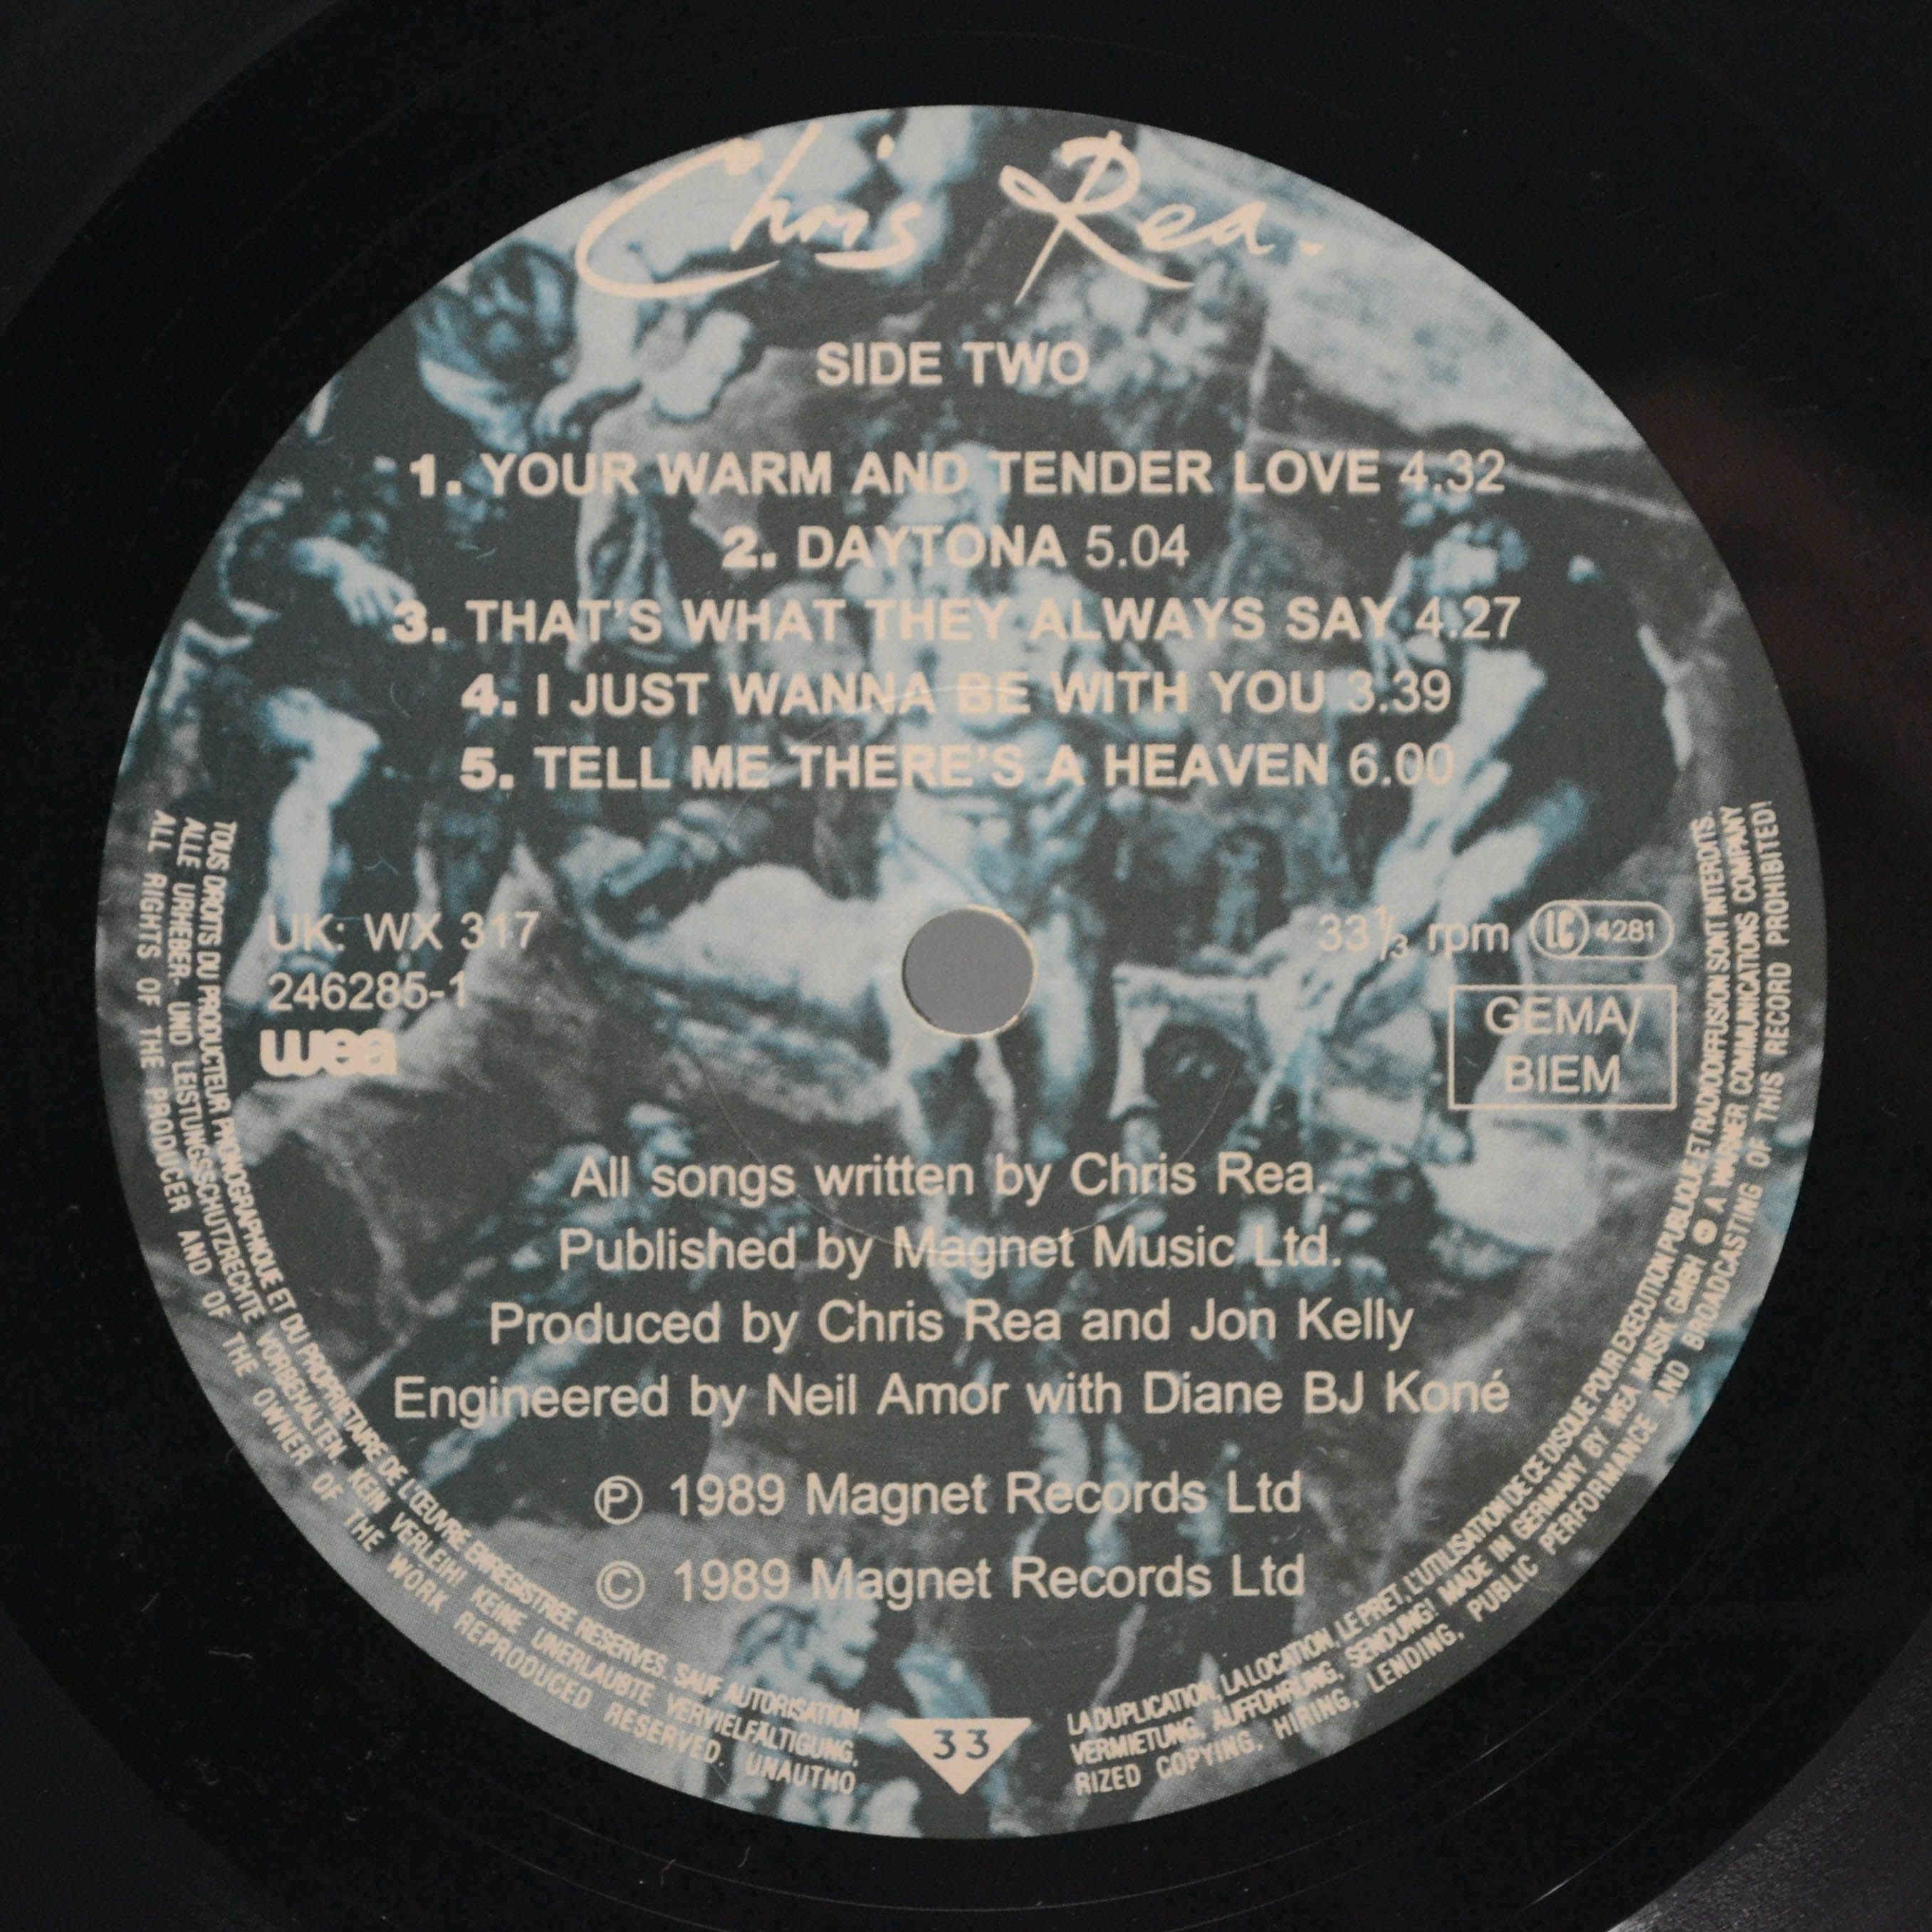 Chris Rea.
SIDE TWO
1. YOUR WARM AND TENDER LOVE 4.32
2. DAYTONA 5.04
3. THAT'S WHAT THEY ALWAYS SAY 4.27
4. I JUST WANNA BE WITH YOU 3.39
5. TELL ME THERE'S A HEAVEN 6.00
UK: WX 317
246285-1
wea
33⅓ rpm LC 4281
GEMA/
BIEM
All songs written by Chris Rea.
Published by Magnet Music Ltd.
Produced by Chris Rea and Jon Kelly
Engineered by Neil Amor with Diane BJ Koné
℗ 1989 Magnet Records Ltd
© 1989 Magnet Records Ltd
TOUS DROITS DU PRODUCTEUR PHONOGRAPHIQUE ET DU PROPRIETAIRE DE L'ŒUVRE ENREGISTREE RESERVES. SAUF AUTORISATION,
ALLE URHEBER- UND LEISTUNGSSCHUTZRECHTE VORBEHALTEN. KEIN VERLEIH! KEINE UNERLAUBTE VERVIELFÄLTIGUNG,
ALL RIGHTS OF THE PRODUCER AND OF THE OWNER OF THE WORK REPRODUCED RESERVED. UNAUTHO
33
LA DUPLICATION, LA LOCATION, LE PRET, L'UTILISATION DE CE DISQUE POUR EXECUTION PUBLIQUE ET RADIODIFFUSION SONT INTERDITS.
VERMIETUNG, AUFFÜHRUNG, SENDUNG! MADE IN GERMANY BY WEA MUSIK GMBH A WARNER COMMUNICATIONS COMPANY
RIZED COPYING, HIRING, LENDING, PUBLIC PERFORMANCE AND BROADCASTING OF THIS RECORD PROHIBITED!